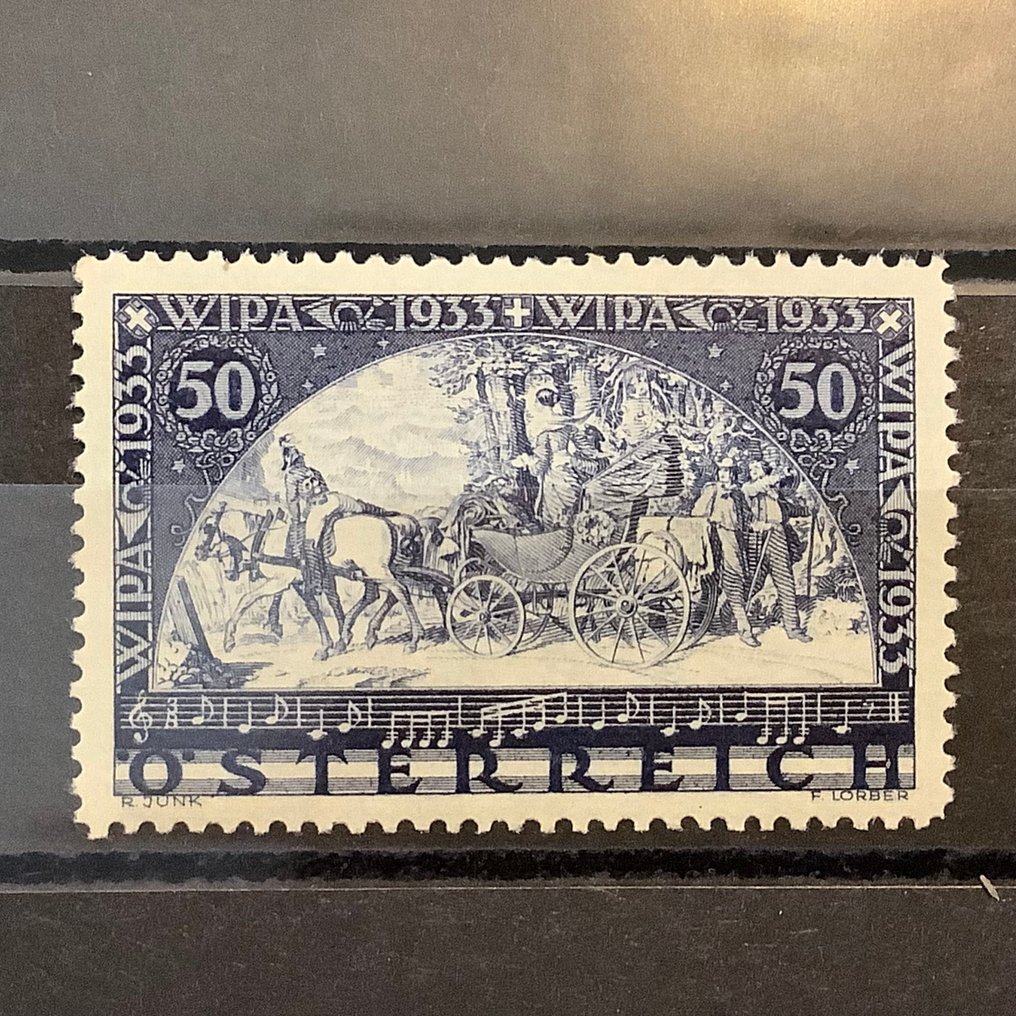 WIPA 1933 WIPA 1933
WIPA 1933
WIPA 1933
50
50
ÖSTERREICH
R. JUNK
F. LORBER